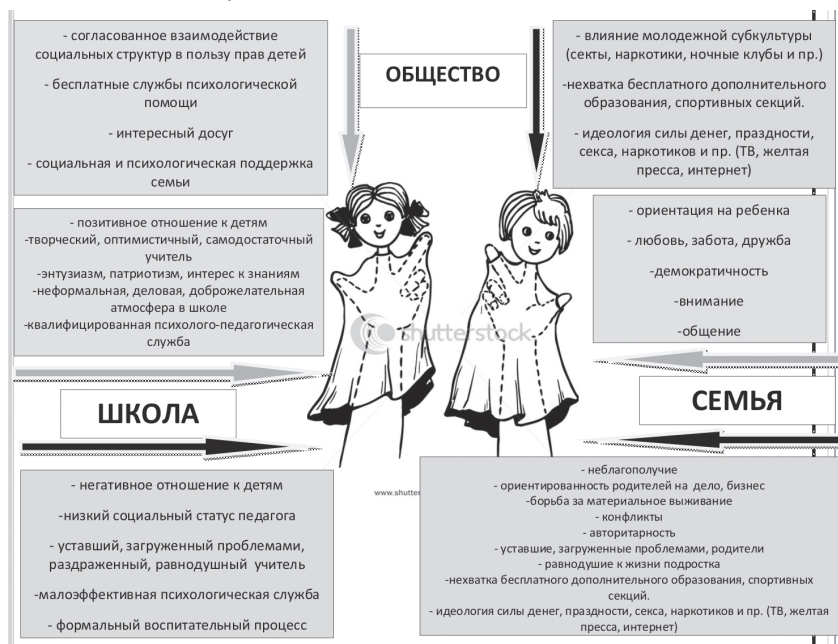 - согласованное взаимодействие
социальных структур в пользу прав детей
- бесплатные службы психологической
помощи
- интересный досуг
- социальная и психологическая поддержка
семьи
ОБЩЕСТВО
- влияние молодежной субкультуры
(секты, наркотики, ночные клубы и пр.)
-нехватка бесплатного дополнительного
образования, спортивных секций.
- идеология силы денег, праздности,
секса, наркотиков и пр. (ТВ, желтая
пресса, интернет)
- позитивное отношение к детям
-творческий, оптимистичный, самодостаточный
учитель
-энтузиазм, патриотизм, интерес к знаниям
-неформальная, деловая, доброжелательная
атмосфера в школе
-квалифицированная психолого-педагогическая
служба
- ориентация на ребенка
- любовь, забота, дружба
-демократичность
-внимание
-общение
shutterstock
ШКОЛА
СЕМЬЯ
- негативное отношение к детям
-низкий социальный статус педагога
- уставший, загруженный проблемами,
раздраженный, равнодушный учитель
-малоэффективная психологическая служба
- формальный воспитательный процесс
www.shutter
- неблагополучие
- ориентированность родителей на дело, бизнес
-борьба за материальное выживание
- конфликты
- авторитарность
- уставшие, загруженные проблемами, родители
- равнодушие к жизни подростка
-нехватка бесплатного дополнительного образования, спортивных
секций.
- идеология силы денег, праздности, секса, наркотиков и пр. (ТВ, желтая
пресса, интернет)